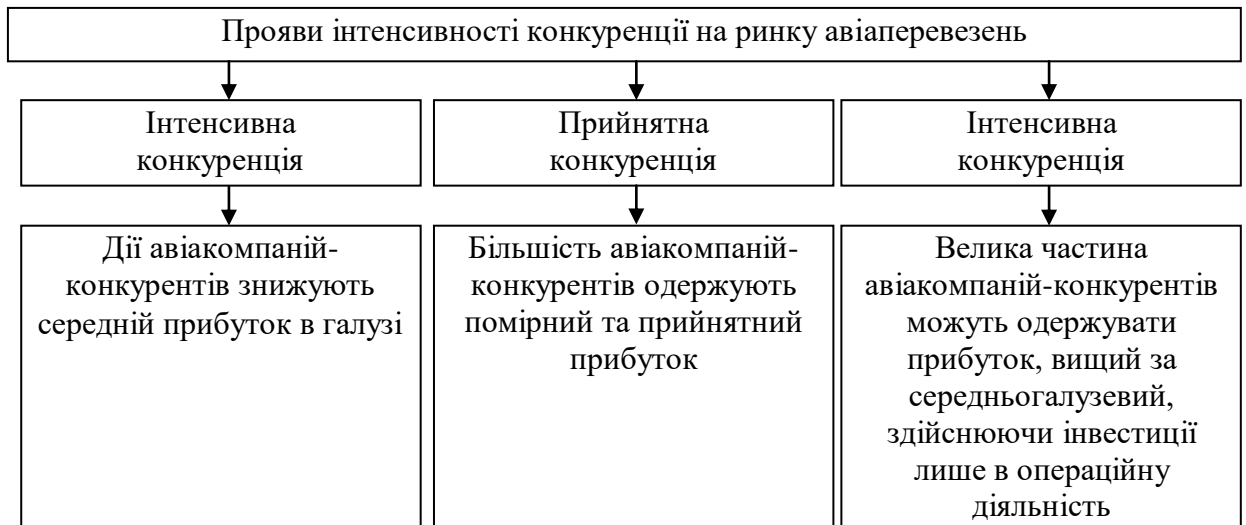 Прояви інтенсивності конкуренції на ринку авіаперевезень
Інтенсивна
конкуренція
Прийнятна
конкуренція
Інтенсивна
конкуренція
Дії авіакомпаній-
конкурентів знижують
середній прибуток в галузі
Більшість авіакомпаній-
конкурентів одержують
помірний та прийнятний
прибуток
Велика частина
авіакомпаній-конкурентів
можуть одержувати
прибуток, вищий за
середньогалузевий,
здійснюючи інвестиції
лише в операційну
діяльність